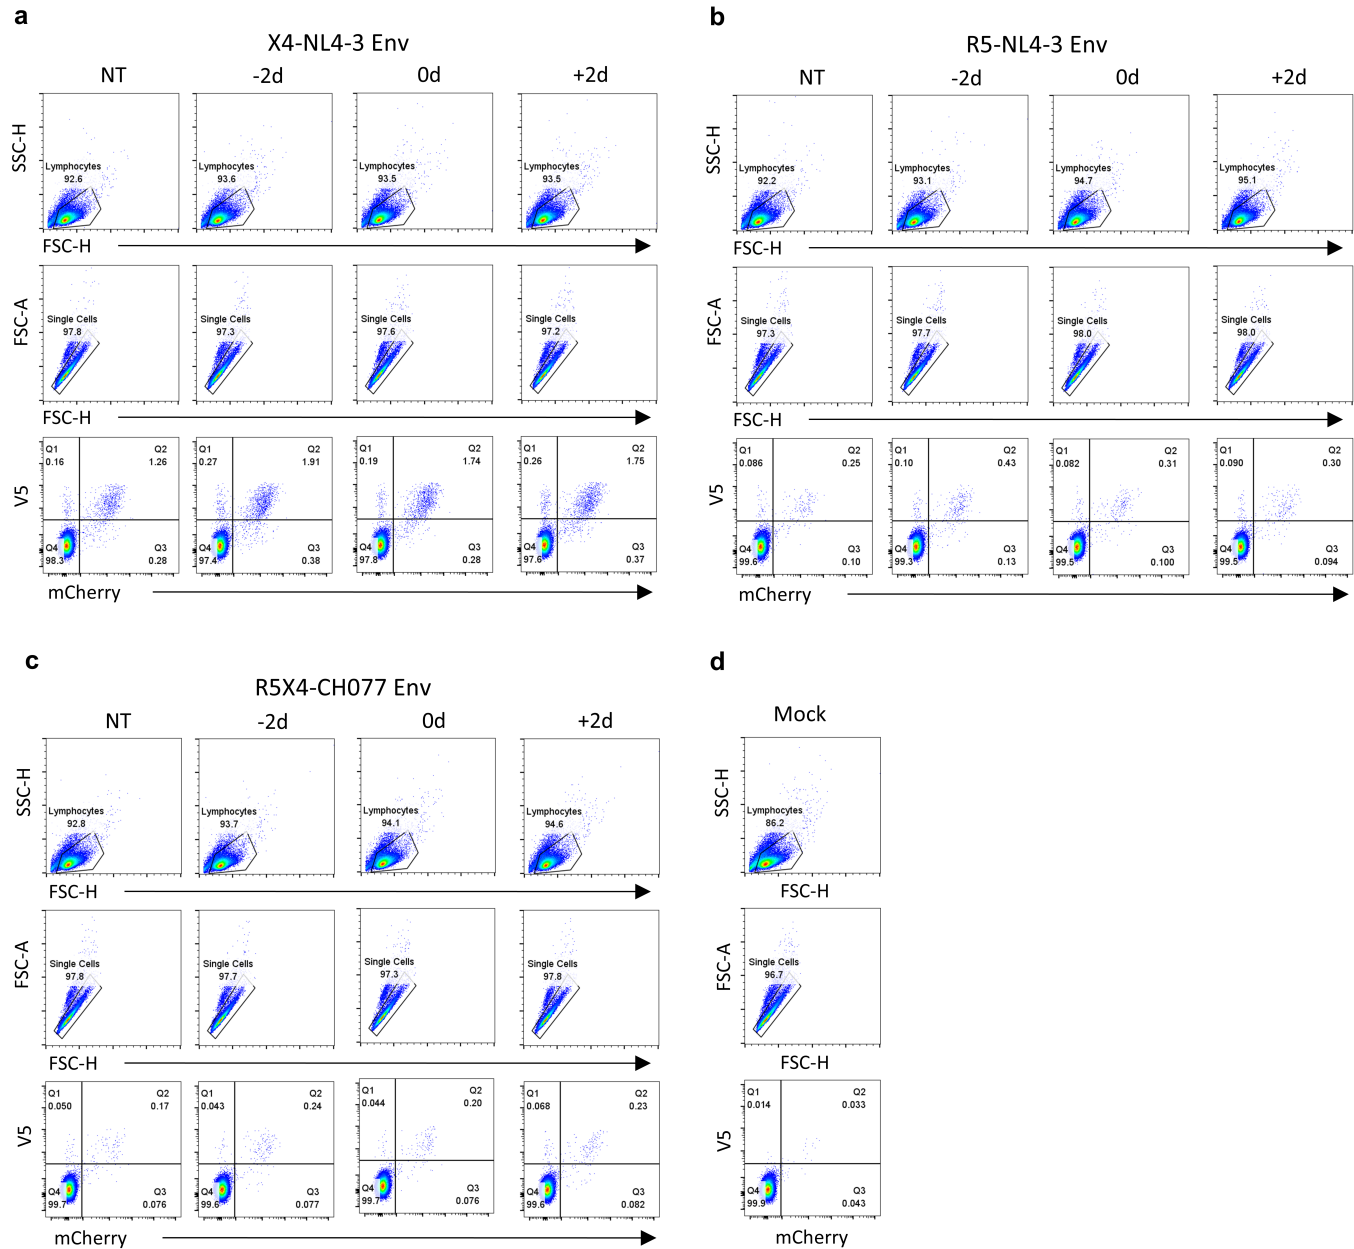 a
X4-NL4-3 Env
NT -2d 0d +2d
SSC-H
Lymphocytes 92.6
Lymphocytes 93.6
Lymphocytes 93.5
Lymphocytes 93.5
FSC-H
FSC-A
Single Cells 97.8
Single Cells 97.3
Single Cells 97.6
Single Cells 97.2
FSC-H
V5
Q1 0.16 Q2 1.26 Q4 98.3 Q3 0.28
Q1 0.27 Q2 1.91 Q4 97.4 Q3 0.38
Q1 0.19 Q2 1.74 Q4 97.8 Q3 0.28
Q1 0.26 Q2 1.75 Q4 97.6 Q3 0.37
mCherry
b
R5-NL4-3 Env
NT -2d 0d +2d
SSC-H
Lymphocytes 92.2
Lymphocytes 93.1
Lymphocytes 94.7
Lymphocytes 95.1
FSC-H
FSC-A
Single Cells 97.3
Single Cells 97.7
Single Cells 98.0
Single Cells 98.0
FSC-H
V5
Q1 0.086 Q2 0.25 Q4 99.6 Q3 0.10
Q1 0.10 Q2 0.43 Q4 99.3 Q3 0.13
Q1 0.082 Q2 0.31 Q4 99.5 Q3 0.100
Q1 0.090 Q2 0.30 Q4 99.5 Q3 0.094
mCherry
c
R5X4-CH077 Env
NT -2d 0d +2d
SSC-H
Lymphocytes 92.8
Lymphocytes 93.7
Lymphocytes 94.1
Lymphocytes 94.6
FSC-H
FSC-A
Single Cells 97.8
Single Cells 97.7
Single Cells 97.3
Single Cells 97.8
FSC-H
V5
Q1 0.050 Q2 0.17 Q4 99.7 Q3 0.076
Q1 0.043 Q2 0.24 Q4 99.6 Q3 0.077
Q1 0.044 Q2 0.20 Q4 99.7 Q3 0.076
Q1 0.068 Q2 0.23 Q4 99.6 Q3 0.082
mCherry
d
Mock
SSC-H
Lymphocytes 86.2
FSC-H
FSC-A
Single Cells 96.7
FSC-H
V5
Q1 0.014 Q2 0.033 Q4 99.9 Q3 0.043
mCherry